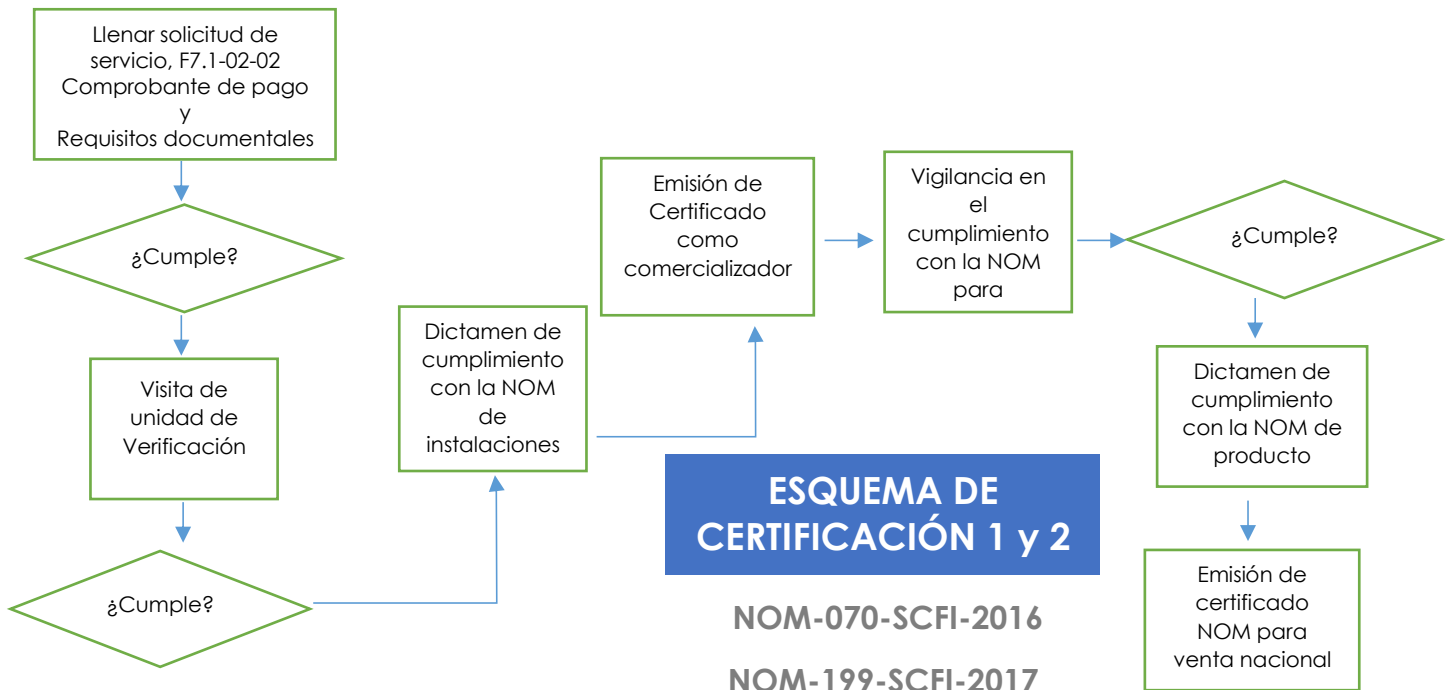 Llenar solicitud de
servicio, F7.1-02-02
Comprobante de pago
y
Requisitos documentales
¿Cumple?
Visita de
unidad de
Verificación
¿Cumple?
Dictamen de
cumplimiento
con la NOM
de
instalaciones
Emisión de
Certificado
como
comercializador
Vigilancia en
el
cumplimiento
con la NOM
para
¿Cumple?
Dictamen de
cumplimiento
con la NOM de
producto
Emisión de
certificado
NOM para
venta nacional
ESQUEMA DE
CERTIFICACIÓN 1 y 2
NOM-070-SCFI-2016
NOM-199-SCFI-2017